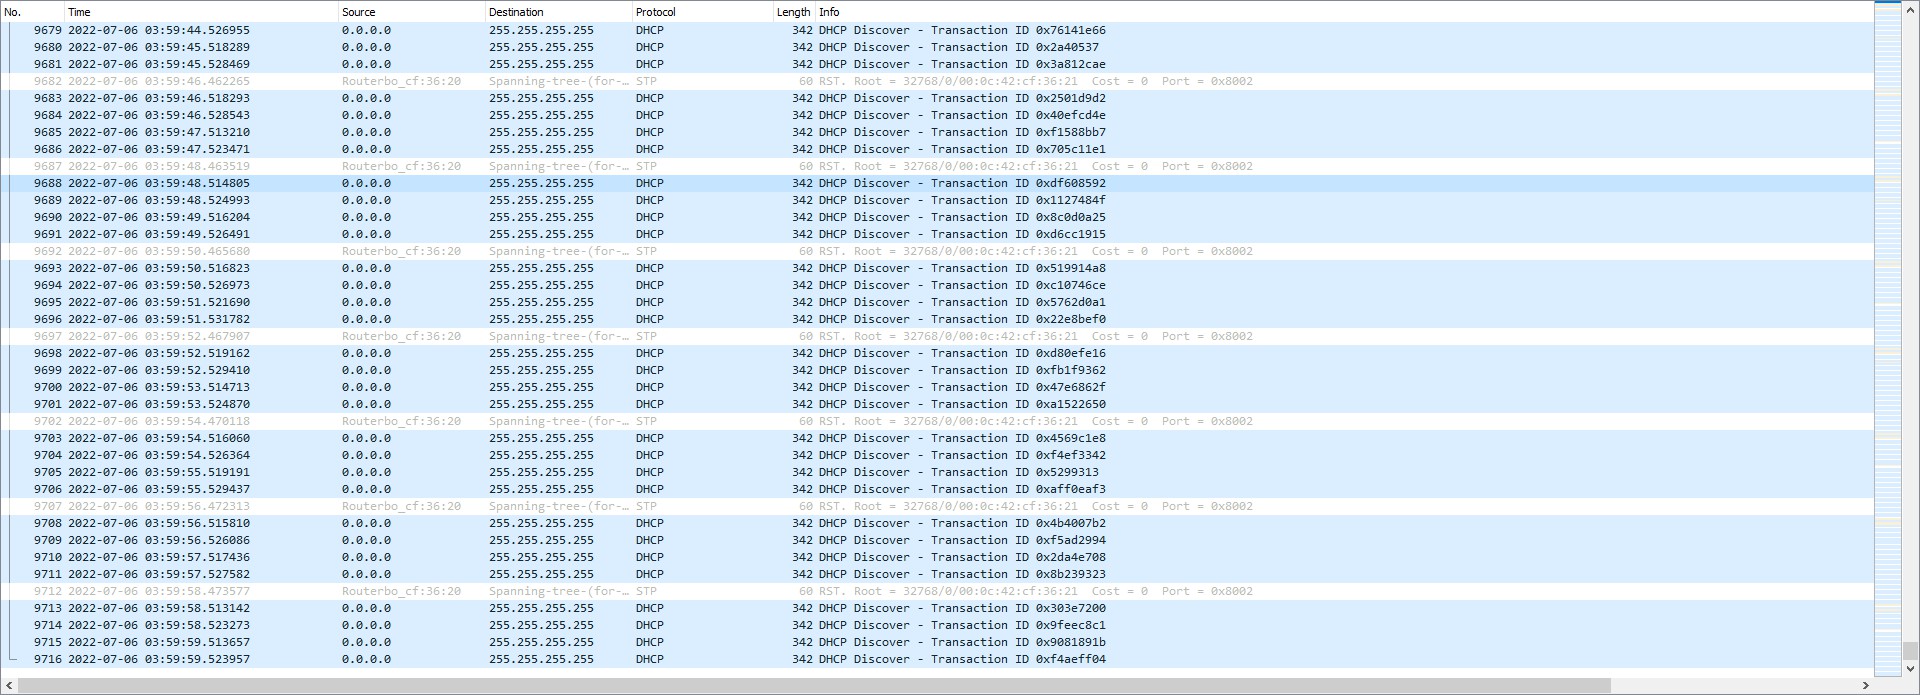 No. Time Source Destination Protocol Length Info
9679 2022-07-06 03:59:44.526955 0.0.0.0 255.255.255.255 DHCP 342 DHCP Discover - Transaction ID 0x76141e66
9680 2022-07-06 03:59:45.518289 0.0.0.0 255.255.255.255 DHCP 342 DHCP Discover - Transaction ID 0x2a40537
9681 2022-07-06 03:59:45.528469 0.0.0.0 255.255.255.255 DHCP 342 DHCP Discover - Transaction ID 0x3a812cae
9682 2022-07-06 03:59:46.462265 Routerbo_cf:36:20 Spanning-tree-(for-… STP 60 RST. Root = 32768/0/00:0c:42:cf:36:21 Cost = 0 Port = 0x8002
9683 2022-07-06 03:59:46.518293 0.0.0.0 255.255.255.255 DHCP 342 DHCP Discover - Transaction ID 0x2501d9d2
9684 2022-07-06 03:59:46.528543 0.0.0.0 255.255.255.255 DHCP 342 DHCP Discover - Transaction ID 0x40efcd4e
9685 2022-07-06 03:59:47.513210 0.0.0.0 255.255.255.255 DHCP 342 DHCP Discover - Transaction ID 0xf1588bb7
9686 2022-07-06 03:59:47.523471 0.0.0.0 255.255.255.255 DHCP 342 DHCP Discover - Transaction ID 0x705c11e1
9687 2022-07-06 03:59:48.463519 Routerbo_cf:36:20 Spanning-tree-(for-… STP 60 RST. Root = 32768/0/00:0c:42:cf:36:21 Cost = 0 Port = 0x8002
9688 2022-07-06 03:59:48.514805 0.0.0.0 255.255.255.255 DHCP 342 DHCP Discover - Transaction ID 0xdf608592
9689 2022-07-06 03:59:48.524993 0.0.0.0 255.255.255.255 DHCP 342 DHCP Discover - Transaction ID 0x1127484f
9690 2022-07-06 03:59:49.516204 0.0.0.0 255.255.255.255 DHCP 342 DHCP Discover - Transaction ID 0x8c0d0a25
9691 2022-07-06 03:59:49.526491 0.0.0.0 255.255.255.255 DHCP 342 DHCP Discover - Transaction ID 0xd6cc1915
9692 2022-07-06 03:59:50.465680 Routerbo_cf:36:20 Spanning-tree-(for-… STP 60 RST. Root = 32768/0/00:0c:42:cf:36:21 Cost = 0 Port = 0x8002
9693 2022-07-06 03:59:50.516823 0.0.0.0 255.255.255.255 DHCP 342 DHCP Discover - Transaction ID 0x519914a8
9694 2022-07-06 03:59:50.526973 0.0.0.0 255.255.255.255 DHCP 342 DHCP Discover - Transaction ID 0xc10746ce
9695 2022-07-06 03:59:51.521690 0.0.0.0 255.255.255.255 DHCP 342 DHCP Discover - Transaction ID 0x5762d0a1
9696 2022-07-06 03:59:51.531782 0.0.0.0 255.255.255.255 DHCP 342 DHCP Discover - Transaction ID 0x22e8bef0
9697 2022-07-06 03:59:52.467907 Routerbo_cf:36:20 Spanning-tree-(for-… STP 60 RST. Root = 32768/0/00:0c:42:cf:36:21 Cost = 0 Port = 0x8002
9698 2022-07-06 03:59:52.519162 0.0.0.0 255.255.255.255 DHCP 342 DHCP Discover - Transaction ID 0xd80efe16
9699 2022-07-06 03:59:52.529410 0.0.0.0 255.255.255.255 DHCP 342 DHCP Discover - Transaction ID 0xfb1f9362
9700 2022-07-06 03:59:53.514713 0.0.0.0 255.255.255.255 DHCP 342 DHCP Discover - Transaction ID 0x47e6862f
9701 2022-07-06 03:59:53.524870 0.0.0.0 255.255.255.255 DHCP 342 DHCP Discover - Transaction ID 0xa1522650
9702 2022-07-06 03:59:54.470118 Routerbo_cf:36:20 Spanning-tree-(for-… STP 60 RST. Root = 32768/0/00:0c:42:cf:36:21 Cost = 0 Port = 0x8002
9703 2022-07-06 03:59:54.516060 0.0.0.0 255.255.255.255 DHCP 342 DHCP Discover - Transaction ID 0x4569c1e8
9704 2022-07-06 03:59:54.526364 0.0.0.0 255.255.255.255 DHCP 342 DHCP Discover - Transaction ID 0xf4ef3342
9705 2022-07-06 03:59:55.519191 0.0.0.0 255.255.255.255 DHCP 342 DHCP Discover - Transaction ID 0x5299313
9706 2022-07-06 03:59:55.529437 0.0.0.0 255.255.255.255 DHCP 342 DHCP Discover - Transaction ID 0xaff0eaf3
9707 2022-07-06 03:59:56.472313 Routerbo_cf:36:20 Spanning-tree-(for-… STP 60 RST. Root = 32768/0/00:0c:42:cf:36:21 Cost = 0 Port = 0x8002
9708 2022-07-06 03:59:56.515810 0.0.0.0 255.255.255.255 DHCP 342 DHCP Discover - Transaction ID 0x4b4007b2
9709 2022-07-06 03:59:56.526086 0.0.0.0 255.255.255.255 DHCP 342 DHCP Discover - Transaction ID 0xf5ad2994
9710 2022-07-06 03:59:57.517436 0.0.0.0 255.255.255.255 DHCP 342 DHCP Discover - Transaction ID 0x2da4e708
9711 2022-07-06 03:59:57.527582 0.0.0.0 255.255.255.255 DHCP 342 DHCP Discover - Transaction ID 0x8b239323
9712 2022-07-06 03:59:58.473577 Routerbo_cf:36:20 Spanning-tree-(for-… STP 60 RST. Root = 32768/0/00:0c:42:cf:36:21 Cost = 0 Port = 0x8002
9713 2022-07-06 03:59:58.513142 0.0.0.0 255.255.255.255 DHCP 342 DHCP Discover - Transaction ID 0x303e7200
9714 2022-07-06 03:59:58.523273 0.0.0.0 255.255.255.255 DHCP 342 DHCP Discover - Transaction ID 0x9feec8c1
9715 2022-07-06 03:59:59.513657 0.0.0.0 255.255.255.255 DHCP 342 DHCP Discover - Transaction ID 0x9081891b
9716 2022-07-06 03:59:59.523957 0.0.0.0 255.255.255.255 DHCP 342 DHCP Discover - Transaction ID 0xf4aeff04